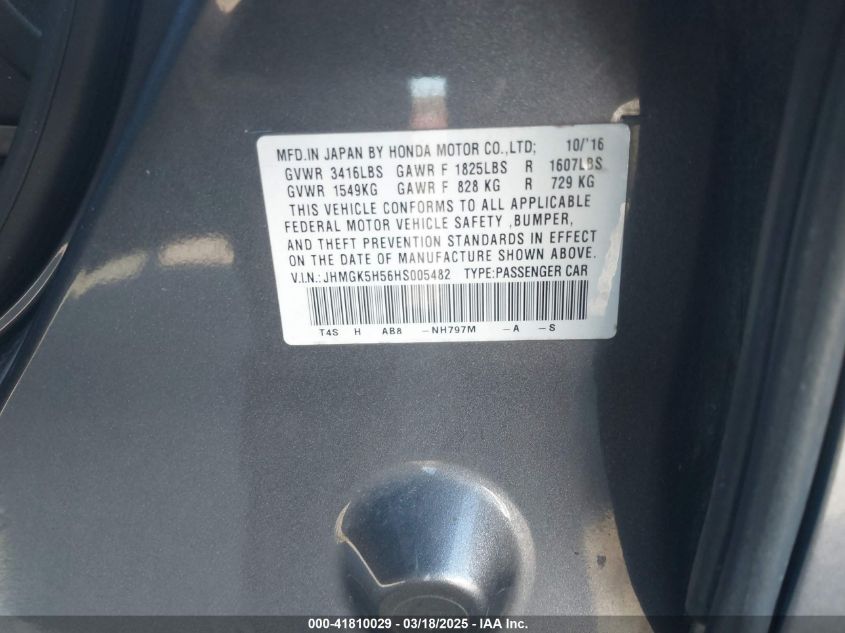 MFD.IN JAPAN BY HONDA MOTOR CO.,LTD; 10/'16
GVWR 3416LBS GAWR F 1825LBS R 1607LBS
GVWR 1549KG GAWR F 828 KG R 729 KG
THIS VEHICLE CONFORMS TO ALL APPLICABLE
FEDERAL MOTOR VEHICLE SAFETY ,BUMPER,
AND THEFT PREVENTION STANDARDS IN EFFECT
ON THE DATE OF MANUFACTURE SHOWN ABOVE.
V.I.N.:JHMGK5H56HS005482 TYPE:PASSENGER CAR
T4S H AB8 -NH797M -A -S
000-41810029 - 03/18/2025 - IAA Inc.